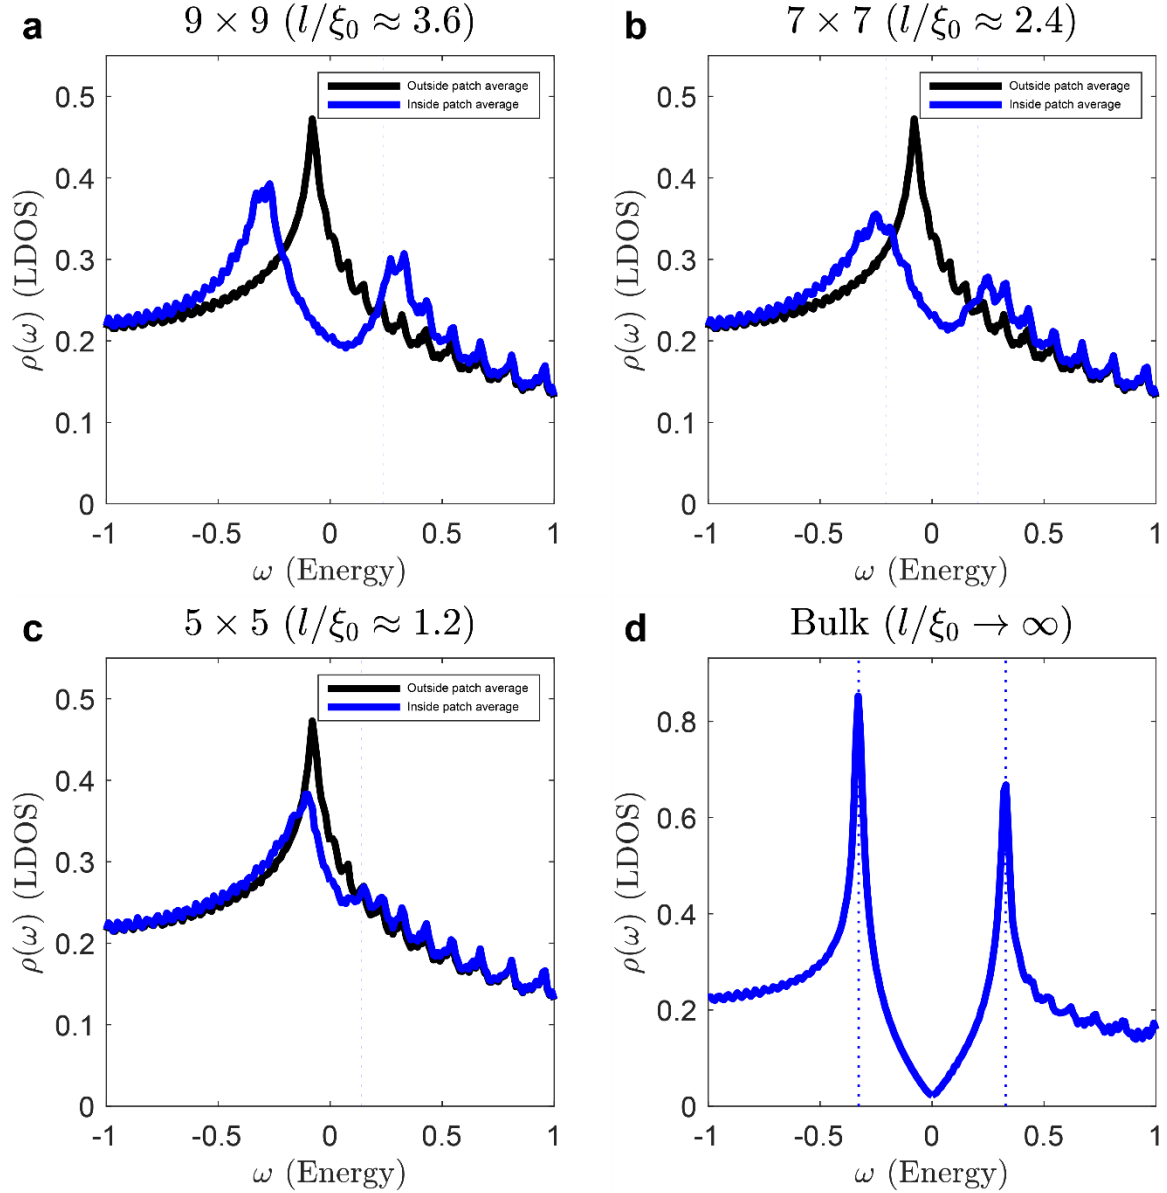 a 9 × 9 (l/ξ₀ ≈ 3.6)
0.5
0.4
0.3
0.2
0.1
0
ρ(ω) (LDOS)
Outside patch average
Inside patch average
-1 -0.5 0 0.5 1
ω (Energy)
b 7 × 7 (l/ξ₀ ≈ 2.4)
0.5
0.4
0.3
0.2
0.1
0
ρ(ω) (LDOS)
Outside patch average
Inside patch average
-1 -0.5 0 0.5 1
ω (Energy)
c 5 × 5 (l/ξ₀ ≈ 1.2)
0.5
0.4
0.3
0.2
0.1
0
ρ(ω) (LDOS)
Outside patch average
Inside patch average
-1 -0.5 0 0.5 1
ω (Energy)
d Bulk (l/ξ₀ → ∞)
0.8
0.6
0.4
0.2
0
ρ(ω) (LDOS)
-1 -0.5 0 0.5 1
ω (Energy)